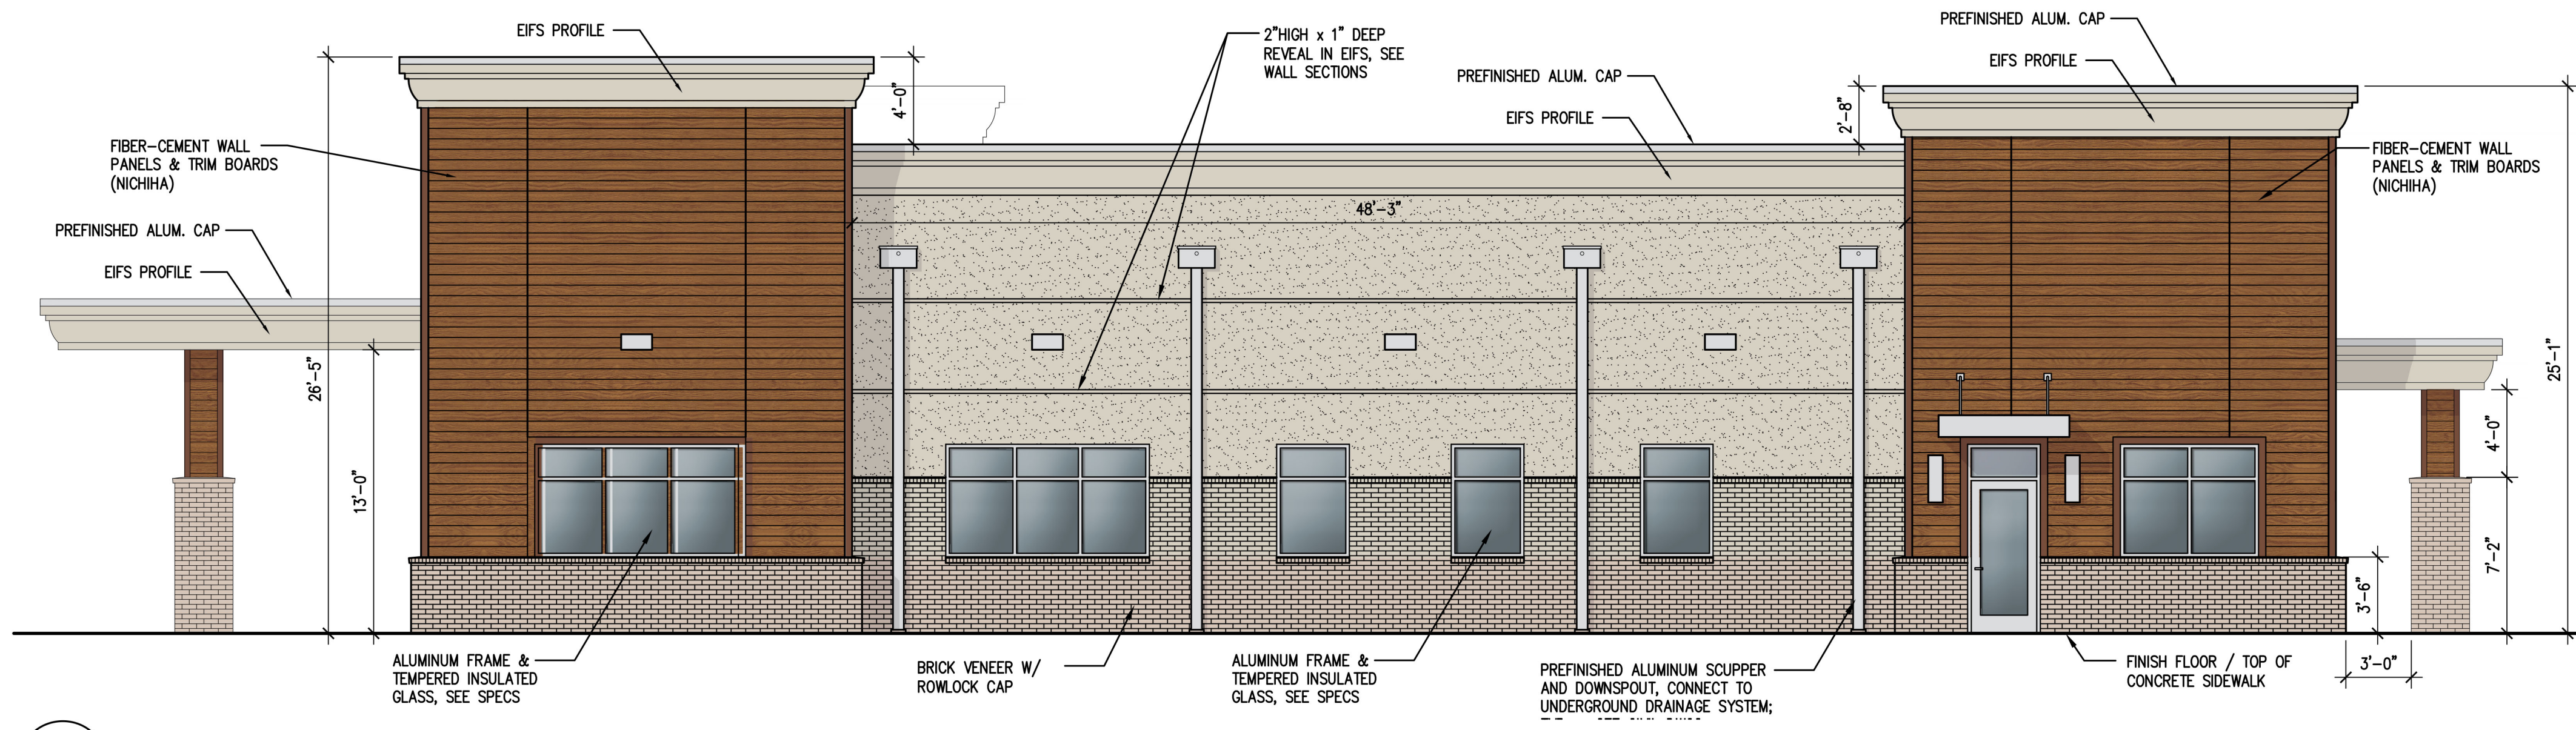 EIFS PROFILE
2"HIGH x 1" DEEP
REVEAL IN EIFS, SEE
WALL SECTIONS
PREFINISHED ALUM. CAP
EIFS PROFILE
PREFINISHED ALUM. CAP
EIFS PROFILE
4'-0"
2'-8"
FIBER-CEMENT WALL
PANELS & TRIM BOARDS
(NICHIHA)
FIBER-CEMENT WALL
PANELS & TRIM BOARDS
(NICHIHA)
48'-3"
PREFINISHED ALUM. CAP
EIFS PROFILE
26'-5"
13'-0"
25'-1"
4'-0"
7'-2"
3'-6"
3'-0"
ALUMINUM FRAME &
TEMPERED INSULATED
GLASS, SEE SPECS
BRICK VENEER W/
ROWLOCK CAP
ALUMINUM FRAME &
TEMPERED INSULATED
GLASS, SEE SPECS
PREFINISHED ALUMINUM SCUPPER
AND DOWNSPOUT, CONNECT TO
UNDERGROUND DRAINAGE SYSTEM;
FINISH FLOOR / TOP OF
CONCRETE SIDEWALK